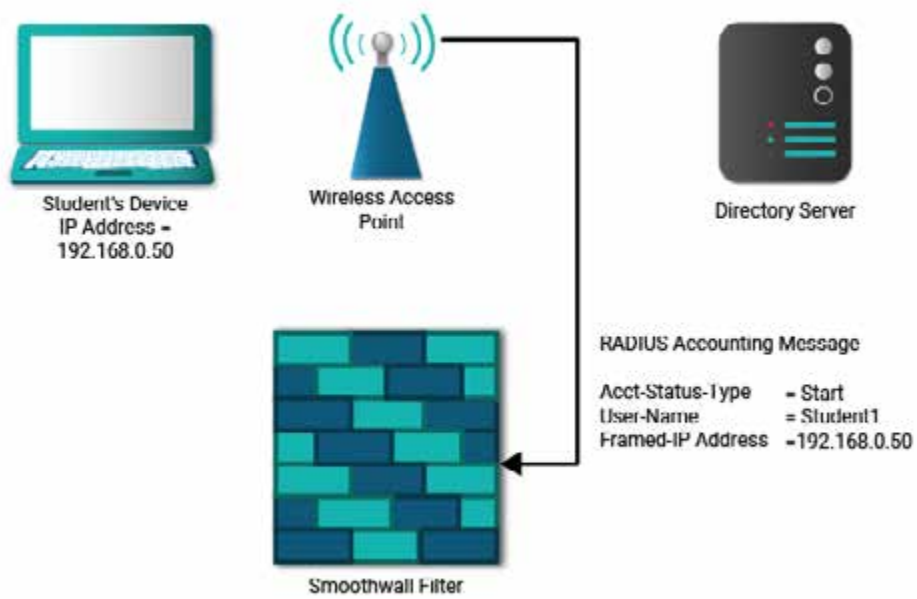 Student's Device
IP Address =
192.168.0.50
Wireless Access
Point
Directory Server
RADIUS Accounting Message
Acct-Status-Type = Start
User-Name = Student1
Framed-IP Address =192.168.0.50
Smoothwall Filter